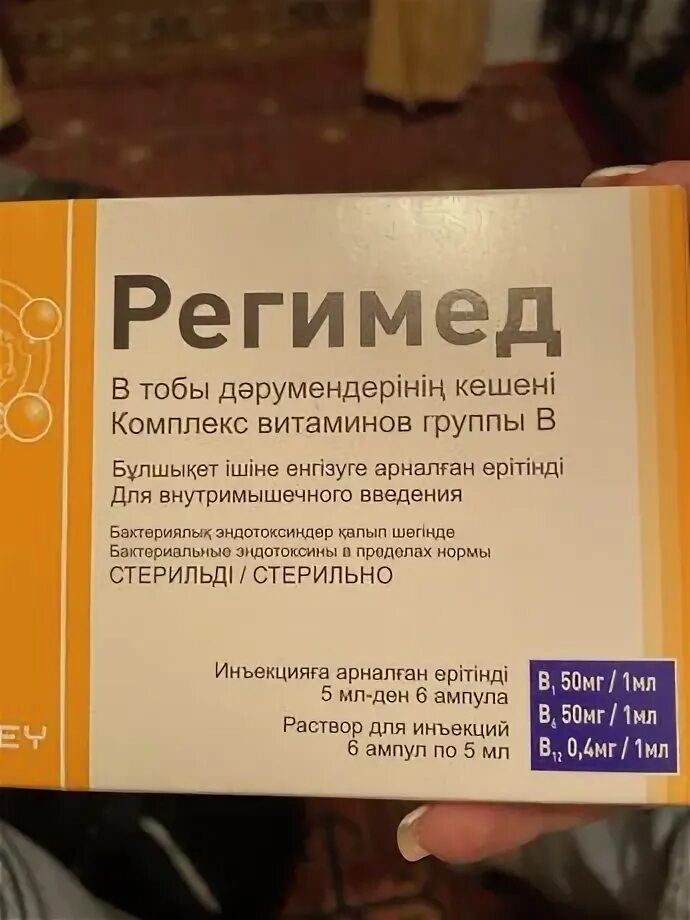 Регимед
В тобы дәрумендерінің кешені
Комплекс витаминов группы В
Бұлшықет ішіне енгізуге арналған ерітінді
Для внутримышечного введения
Бактериялық эндотоксиндер қалып шегінде
Бактериальные эндотоксины в пределах нормы
СТЕРИЛЬДІ / СТЕРИЛЬНО
Инъекцияға арналған ерітінді
5 мл-ден 6 ампула
Раствор для инъекций
6 ампул по 5 мл
B₁ 50мг / 1мл
B₆ 50мг / 1мл
B₁₂ 0,4мг / 1мл
EY